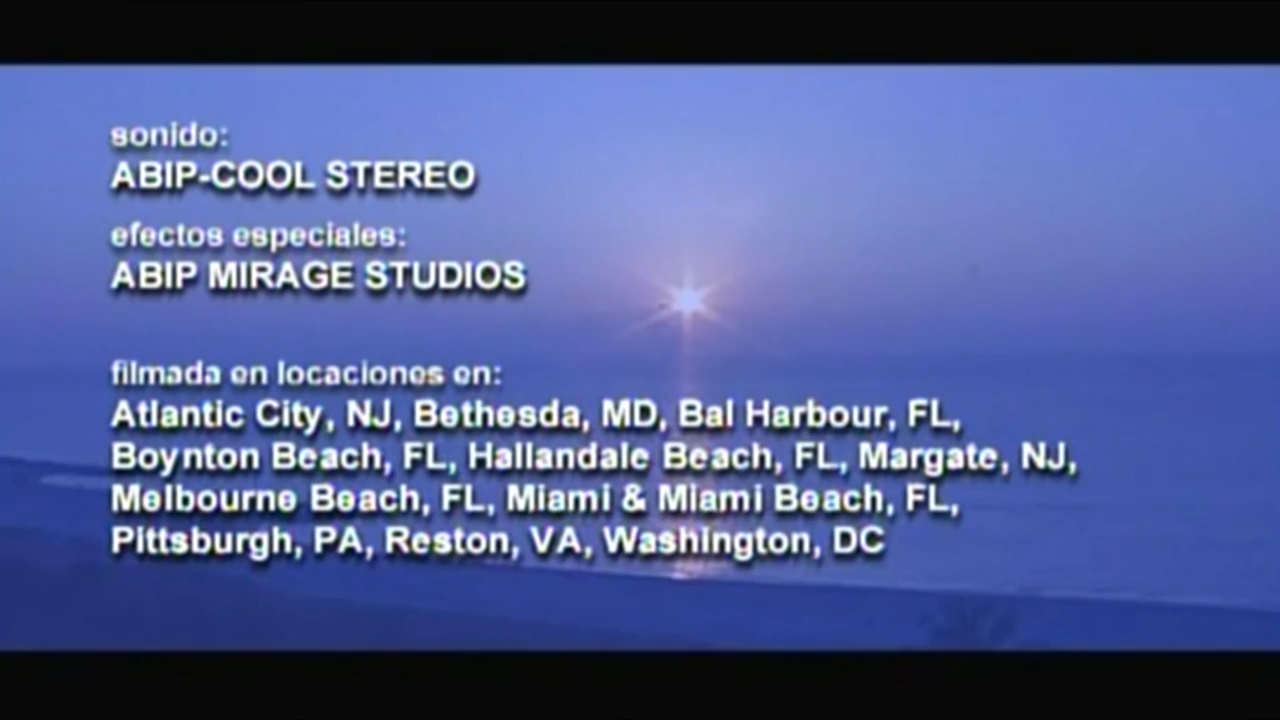 sonido:
ABIP-COOL STEREO
efectos especiales:
ABIP MIRAGE STUDIOS
filmada en locaciones en:
Atlantic City, NJ, Bethesda, MD, Bal Harbour, FL,
Boynton Beach, FL, Hallandale Beach, FL, Margate, NJ,
Melbourne Beach, FL, Miami & Miami Beach, FL,
Pittsburgh, PA, Reston, VA, Washington, DC